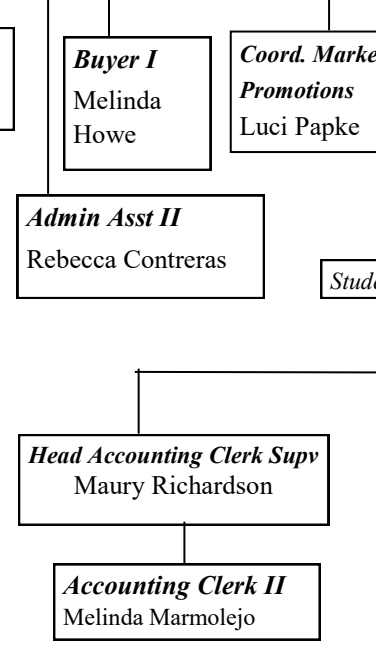 Buyer I
Melinda
Howe
Coord. Marke
Promotions
Luci Papke
Admin Asst II
Rebecca Contreras
Stude
Head Accounting Clerk Supv
Maury Richardson
Accounting Clerk II
Melinda Marmolejo